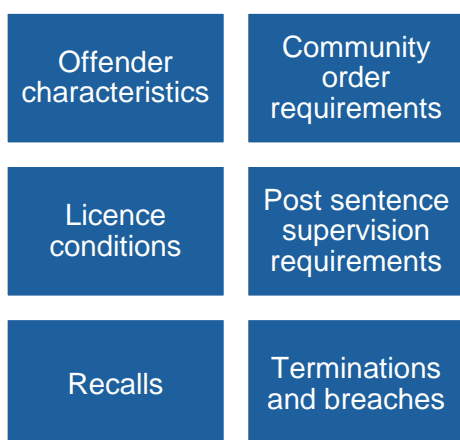 Offender
characteristics
Community
order
requirements
Licence
conditions
Post sentence
supervision
requirements
Recalls
Terminations
and breaches